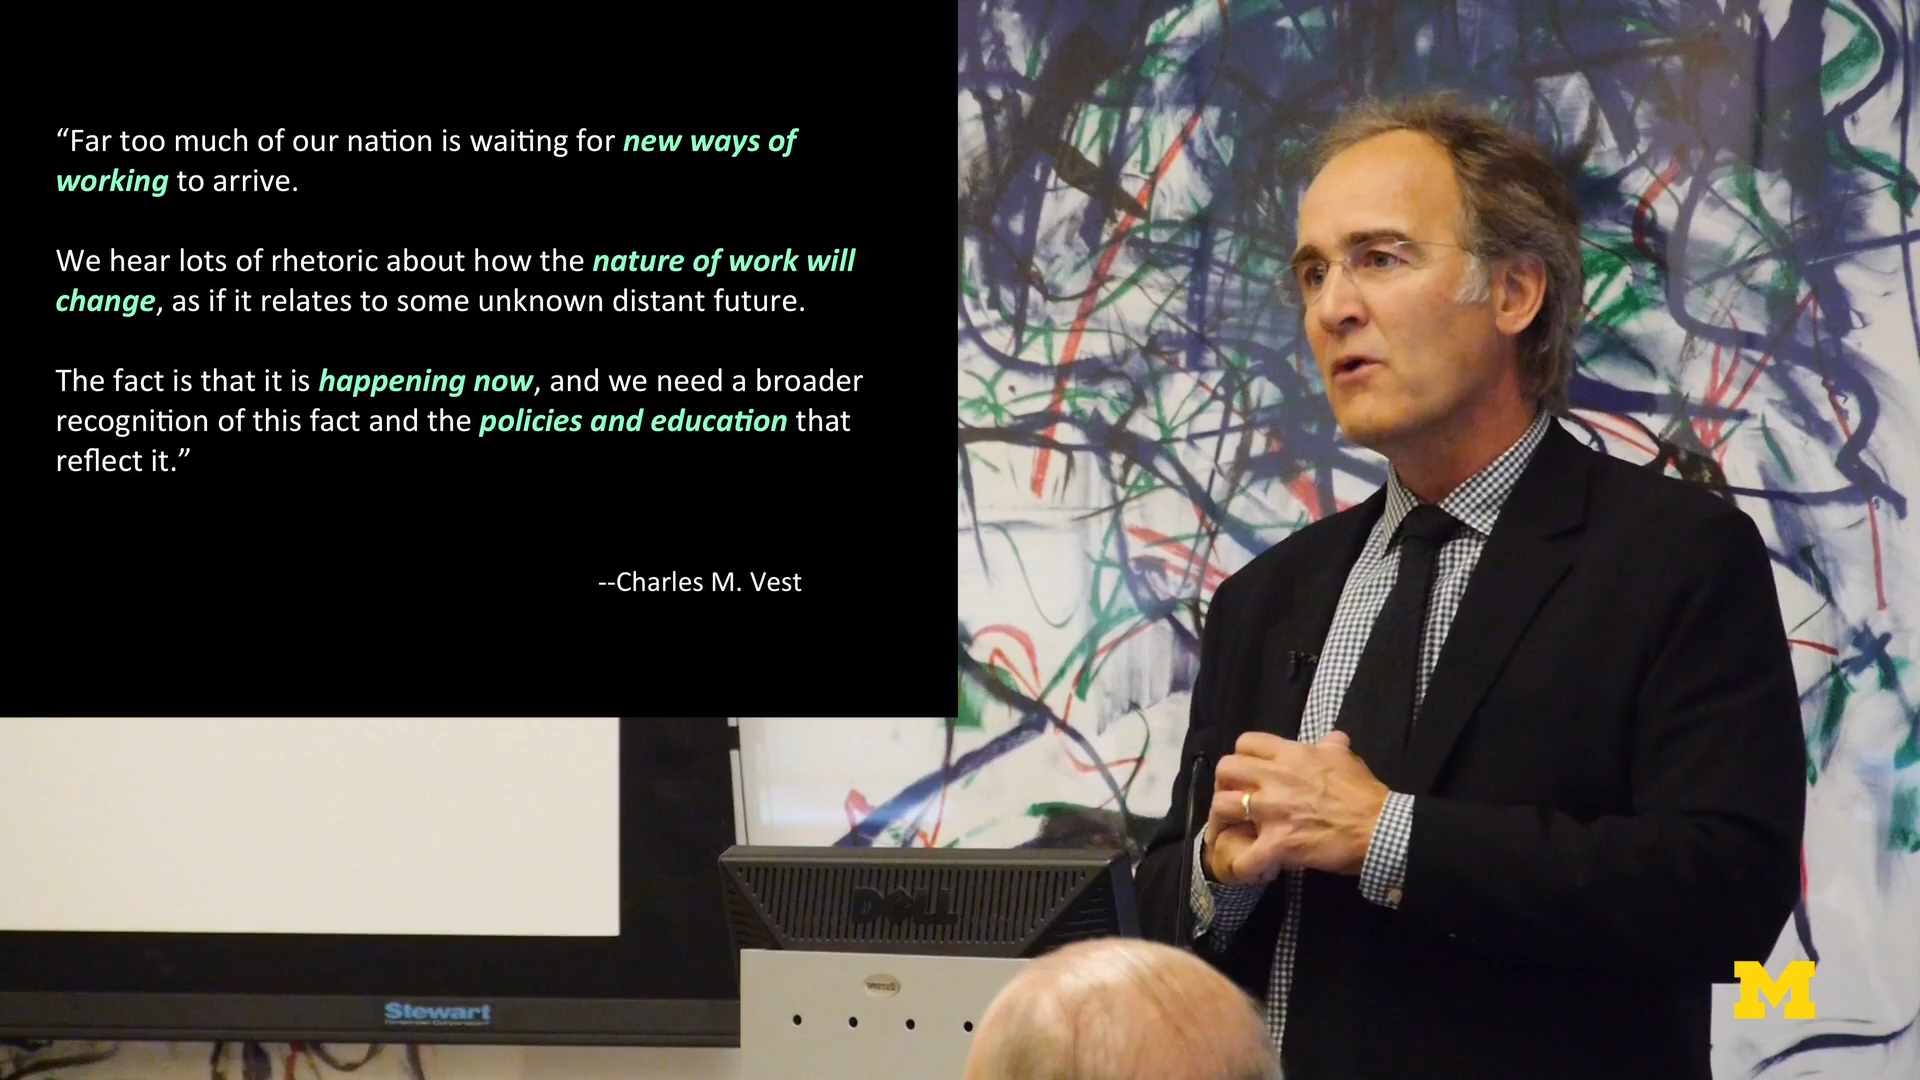 “Far too much of our nation is waiting for new ways of
working to arrive.
We hear lots of rhetoric about how the nature of work will
change, as if it relates to some unknown distant future.
The fact is that it is happening now, and we need a broader
recognition of this fact and the policies and education that
reflect it.”
--Charles M. Vest
DELL
Stewart
M